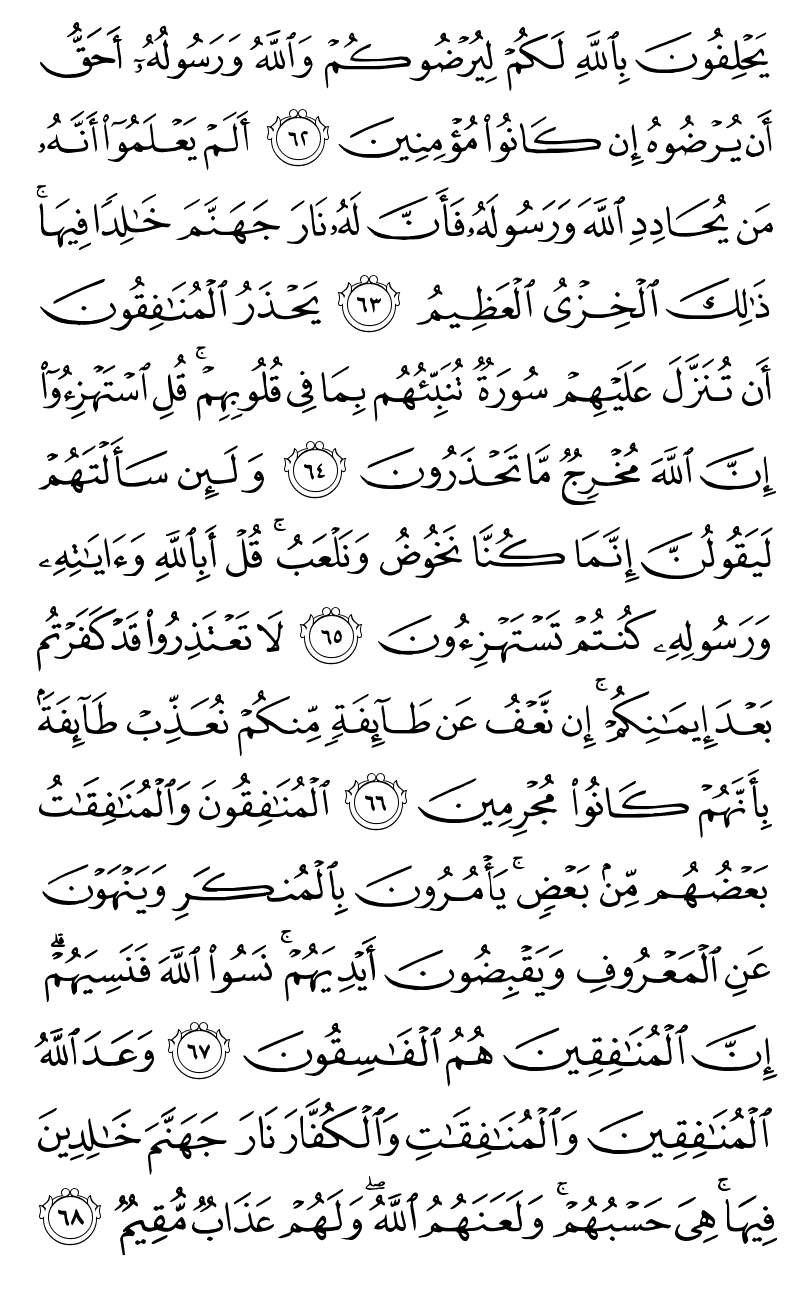 يَحۡلِفُونَ بِٱللَّهِ لَكُمۡ لِيُرۡضُوكُمۡ وَٱللَّهُ وَرَسُولُهُۥٓ أَحَقُّ
أَن يُرۡضُوهُ إِن كَانُواْ مُؤۡمِنِينَ ٦٢ أَلَمۡ يَعۡلَمُوٓاْ أَنَّهُۥ
مَن يُحَادِدِ ٱللَّهَ وَرَسُولَهُۥ فَأَنَّ لَهُۥ نَارَ جَهَنَّمَ خَٰلِدٗا فِيهَاۚ
ذَٰلِكَ ٱلۡخِزۡيُ ٱلۡعَظِيمُ ٦٣ يَحۡذَرُ ٱلۡمُنَٰفِقُونَ
أَن تُنَزَّلَ عَلَيۡهِمۡ سُورَةٞ تُنَبِّئُهُم بِمَا فِي قُلُوبِهِمۡۚ قُلِ ٱسۡتَهۡزِءُوٓاْ
إِنَّ ٱللَّهَ مُخۡرِجٞ مَّا تَحۡذَرُونَ ٦٤ وَلَئِن سَأَلۡتَهُمۡ
لَيَقُولُنَّ إِنَّمَا كُنَّا نَخُوضُ وَنَلۡعَبُۚ قُلۡ أَبِٱللَّهِ وَءَايَٰتِهِۦ
وَرَسُولِهِۦ كُنتُمۡ تَسۡتَهۡزِءُونَ ٦٥ لَا تَعۡتَذِرُواْ قَدۡ كَفَرۡتُم
بَعۡدَ إِيمَٰنِكُمۡۚ إِن نَّعۡفُ عَن طَآئِفَةٖ مِّنكُمۡ نُعَذِّبۡ طَآئِفَةَۢ
بِأَنَّهُمۡ كَانُواْ مُجۡرِمِينَ ٦٦ ٱلۡمُنَٰفِقُونَ وَٱلۡمُنَٰفِقَٰتُ
بَعۡضُهُم مِّنۢ بَعۡضٖۚ يَأۡمُرُونَ بِٱلۡمُنكَرِ وَيَنۡهَوۡنَ
عَنِ ٱلۡمَعۡرُوفِ وَيَقۡبِضُونَ أَيۡدِيَهُمۡۚ نَسُواْ ٱللَّهَ فَنَسِيَهُمۡۗ
إِنَّ ٱلۡمُنَٰفِقِينَ هُمُ ٱلۡفَٰسِقُونَ ٦٧ وَعَدَ ٱللَّهُ
ٱلۡمُنَٰفِقِينَ وَٱلۡمُنَٰفِقَٰتِ وَٱلۡكُفَّارَ نَارَ جَهَنَّمَ خَٰلِدِينَ
فِيهَاۚ هِيَ حَسۡبُهُمۡۚ وَلَعَنَهُمُ ٱللَّهُۖ وَلَهُمۡ عَذَابٞ مُّقِيمٞ ٦٨